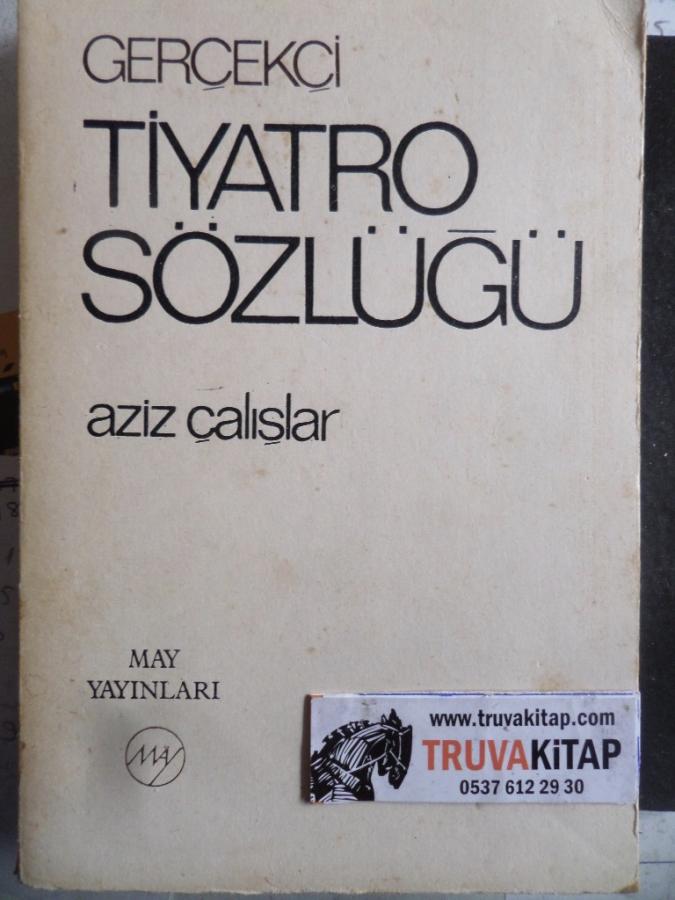 GERÇEKÇİ
TİYATRO
SÖZLÜĞÜ
aziz çalışlar
MAY
YAYINLARI
MAY
www.truvakitap.com
TRUVAKİTAP
0537 612 29 30